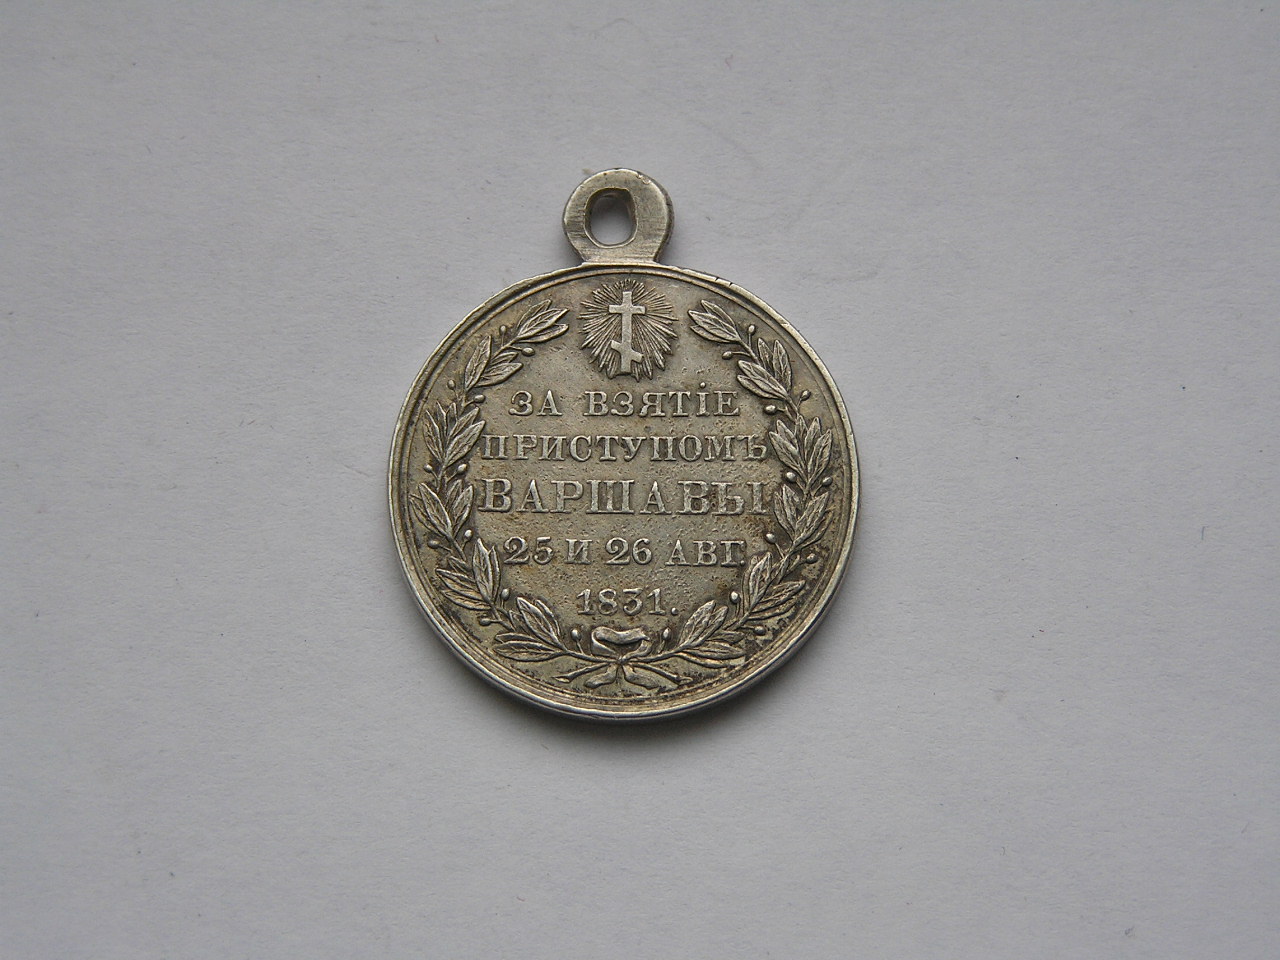 ЗА ВЗЯТІЕ
ПРИСТУПОМЪ
ВАРШАВЫ
25 И 26 АВГ.
1831.